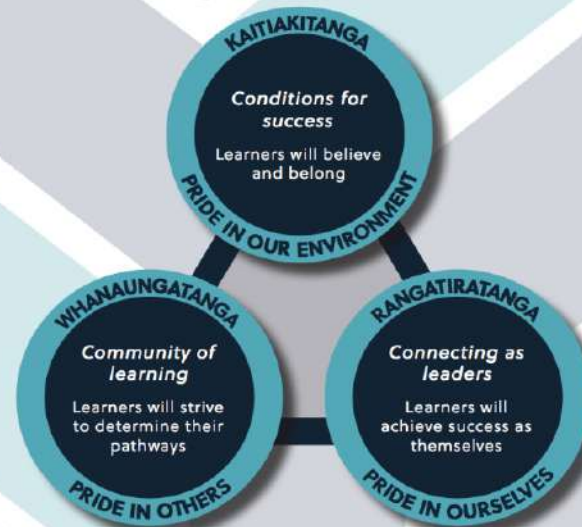 KAITIAKITANGA
Conditions for
success
Learners will believe
and belong
PRIDE IN OUR ENVIRONMENT
WHANAUNGATANGA
Community of
learning
Learners will strive
to determine their
pathways
PRIDE IN OTHERS
RANGATIRATANGA
Connecting as
leaders
Learners will
achieve success as
themselves
PRIDE IN OURSELVES